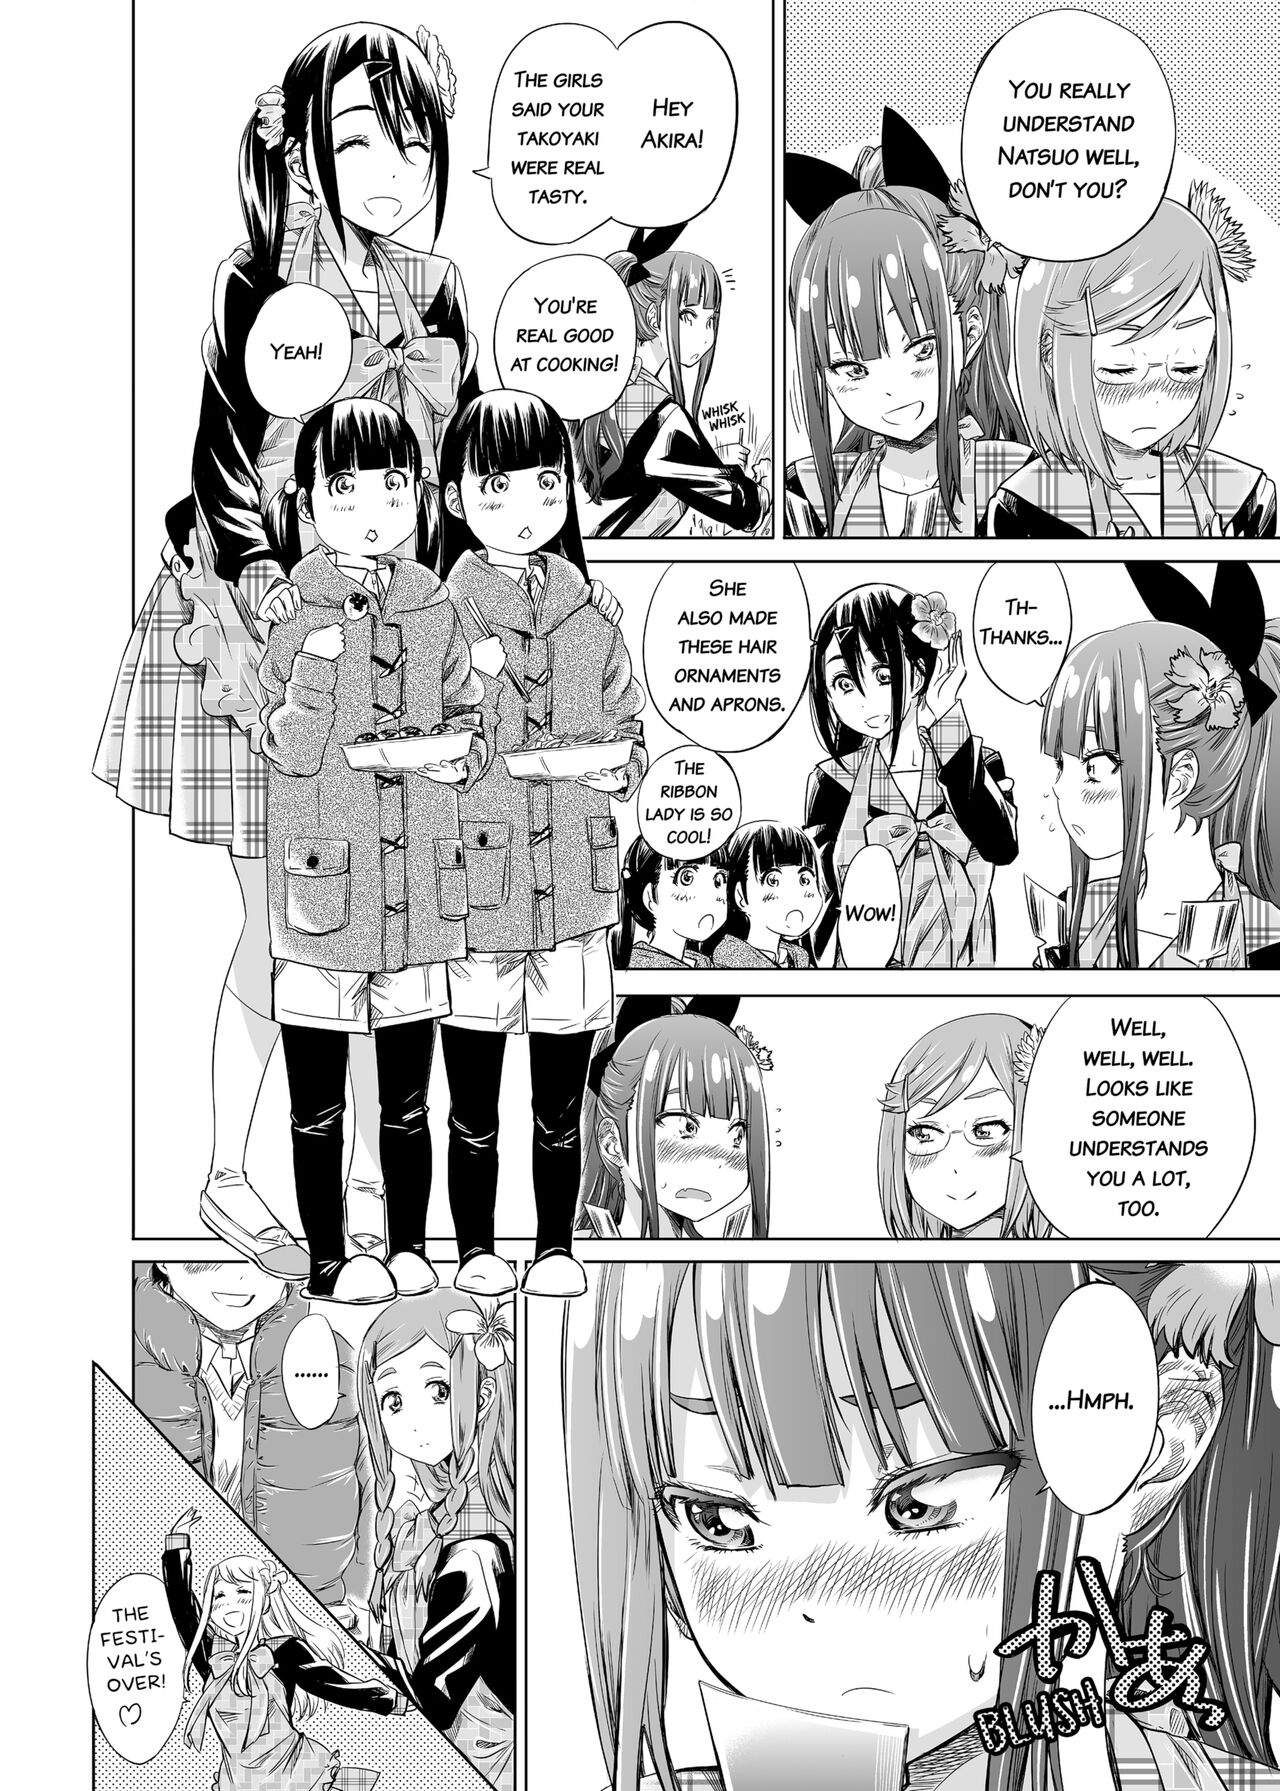 YOU REALLY
UNDERSTAND
NATSUO WELL,
DON'T YOU?
HEY
AKIRA!
THE GIRLS
SAID YOUR
TAKOYAKI
WERE REAL
TASTY.
YOU'RE
REAL GOOD
AT COOKING!
YEAH!
WHISK
WHISK
TH-
THANKS...
SHE
ALSO MADE
THESE HAIR
ORNAMENTS
AND APRONS.
THE
RIBBON
LADY IS SO
COOL!
WOW!
WELL,
WELL, WELL.
LOOKS LIKE
SOMEONE
UNDERSTANDS
YOU A LOT,
TOO.
...HMPH.
かあっ
BLUSH
.......
THE
FESTI-
VAL'S
OVER!
♡